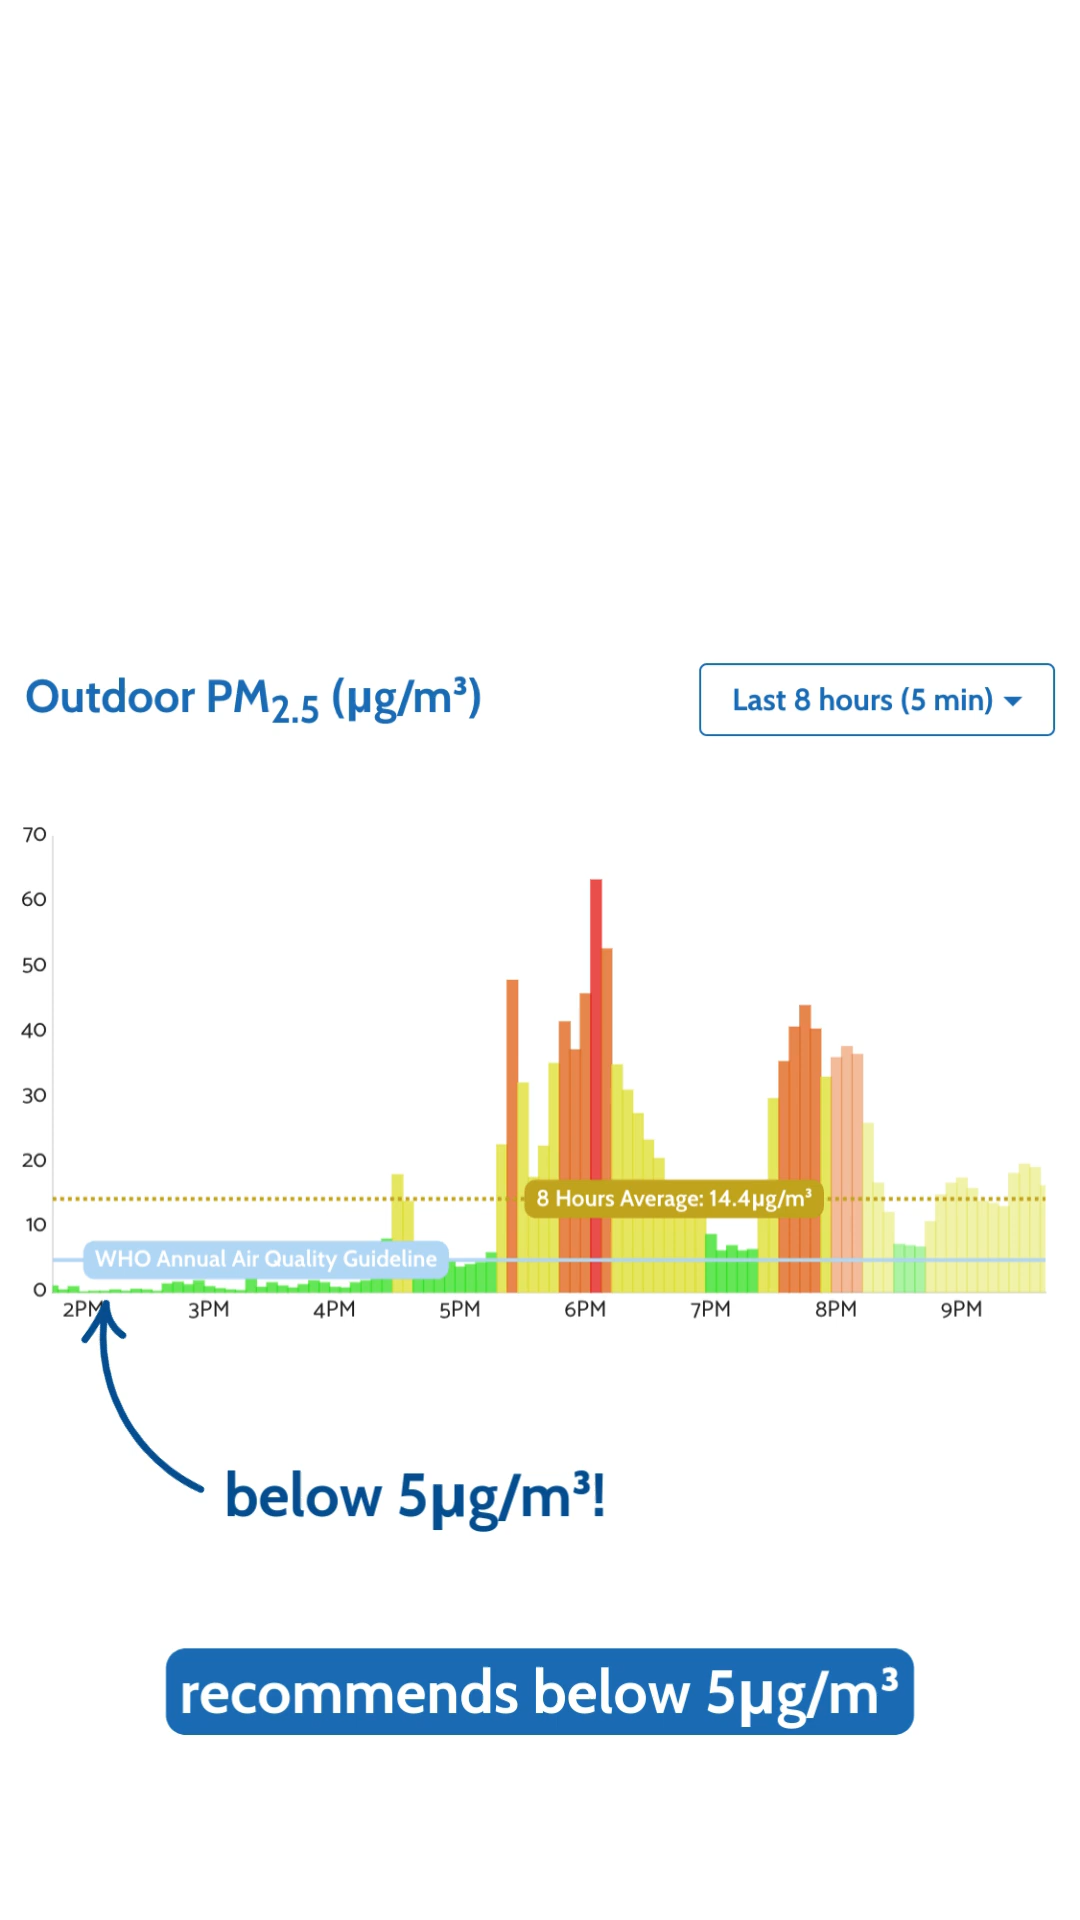 Outdoor PM2.5 (µg/m³)
Last 8 hours (5 min)
70
60
50
40
30
20
10
0
8 Hours Average: 14.4µg/m³
WHO Annual Air Quality Guideline
2PM 3PM 4PM 5PM 6PM 7PM 8PM 9PM
below 5µg/m³!
recommends below 5µg/m³